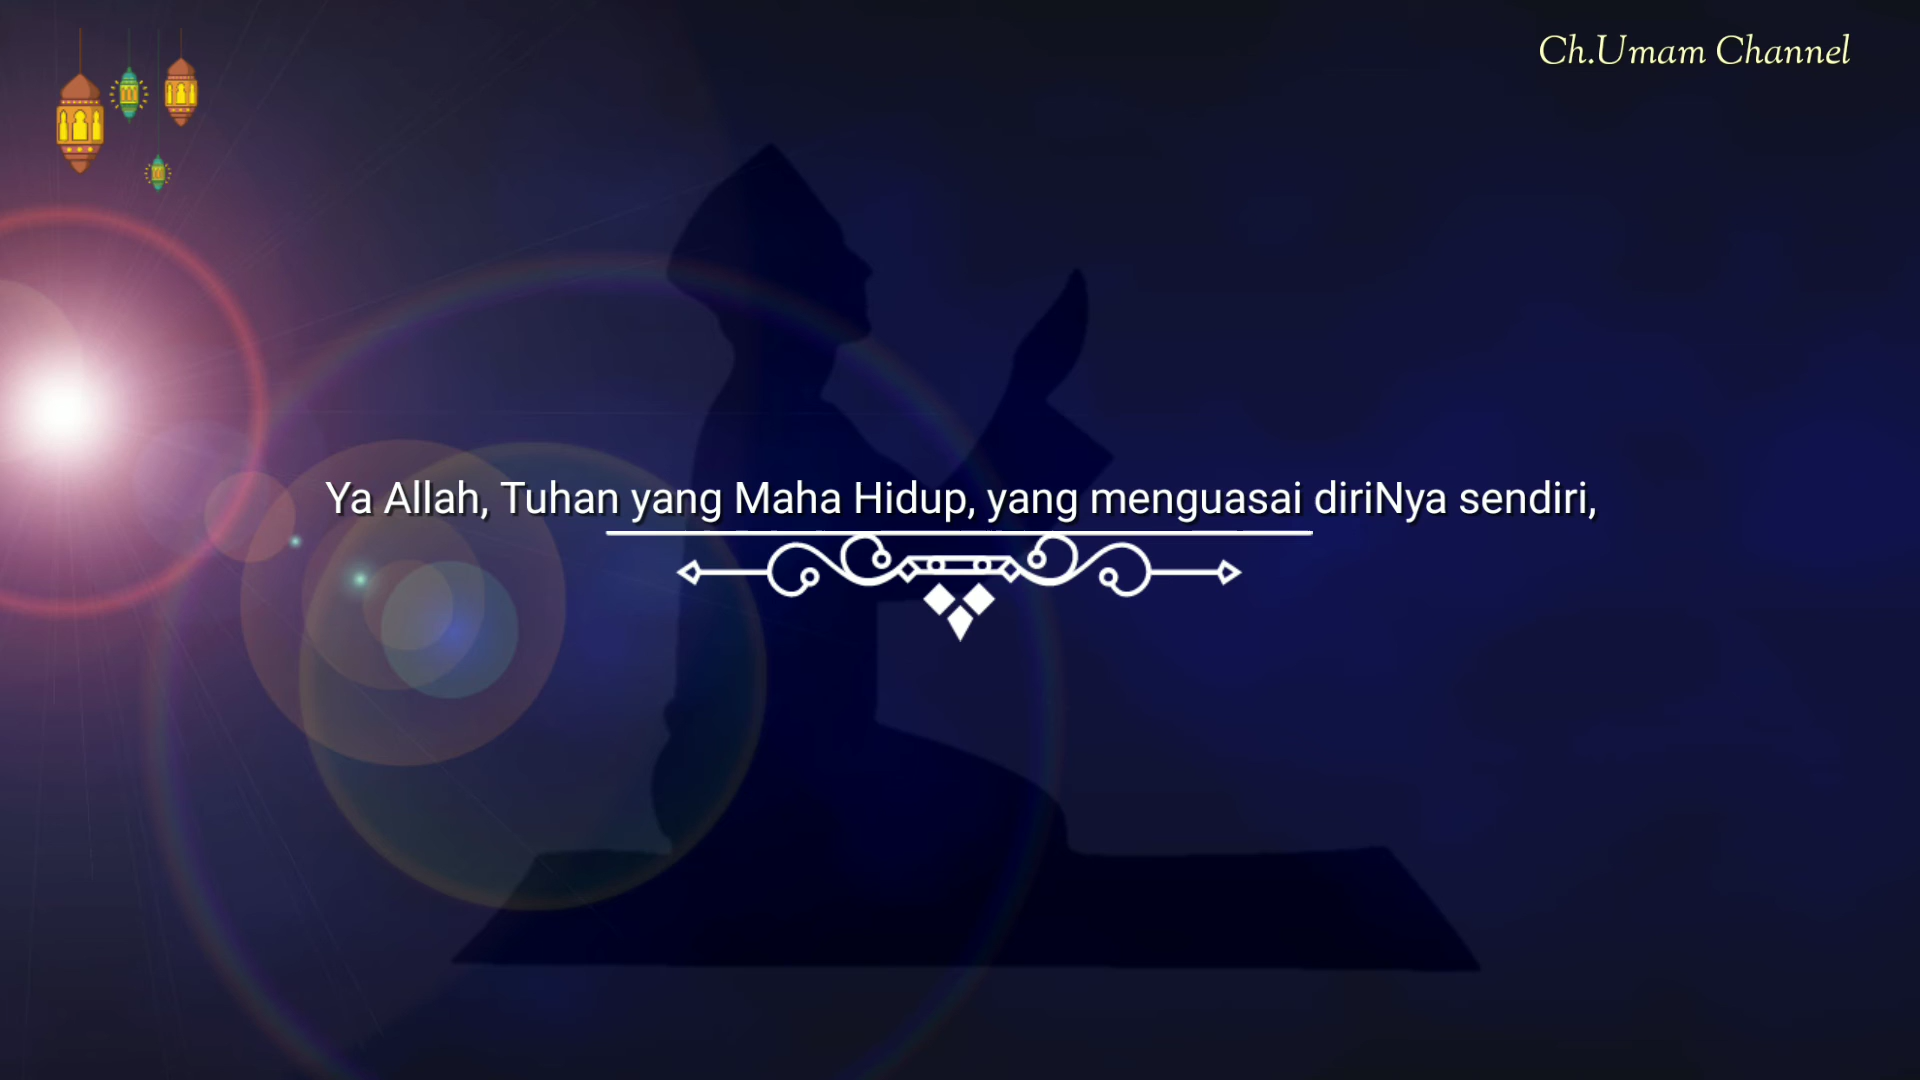 Ch.Umam Channel
Ya Allah, Tuhan yang Maha Hidup, yang menguasai diriNya sendiri,